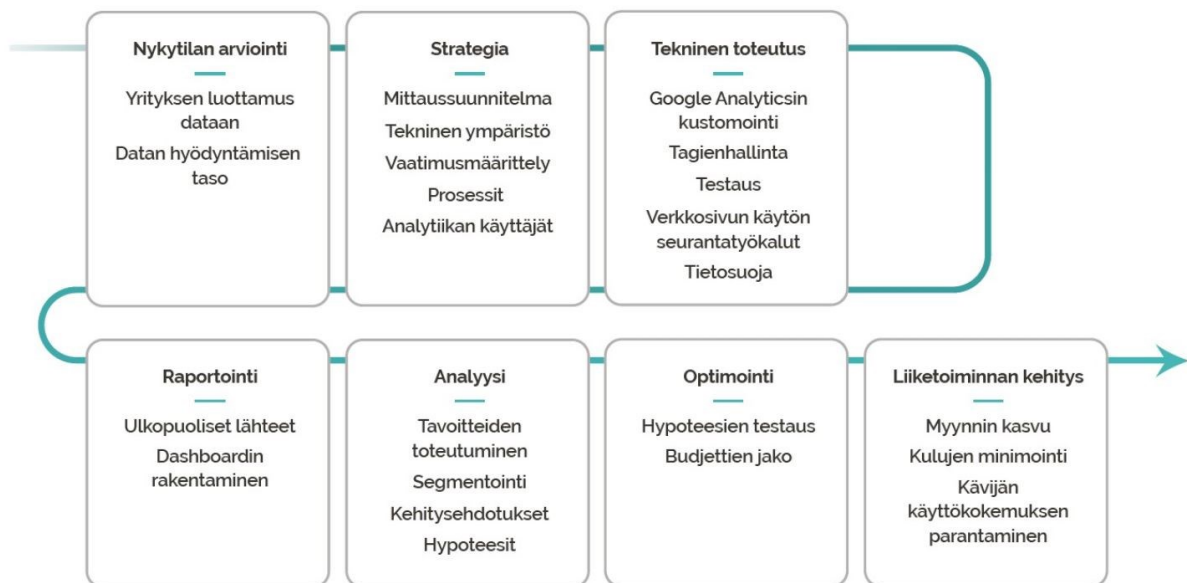 Nykytilan arviointi
Yrityksen luottamus
dataan
Datan hyödyntämisen
taso
Strategia
Mittaussuunnitelma
Tekninen ympäristö
Vaatimusmäärittely
Prosessit
Analytiikan käyttäjät
Tekninen toteutus
Google Analyticsin
kustomointi
Tagienhallinta
Testaus
Verkkosivun käytön
seurantatyökalut
Tietosuoja
Raportointi
Ulkopuoliset lähteet
Dashboardin
rakentaminen
Analyysi
Tavoitteiden
toteutuminen
Segmentointi
Kehitysehdotukset
Hypoteesit
Optimointi
Hypoteesien testaus
Budjettien jako
Liiketoiminnan kehitys
Myynnin kasvu
Kulujen minimointi
Kävijän
käyttökokemuksen
parantaminen